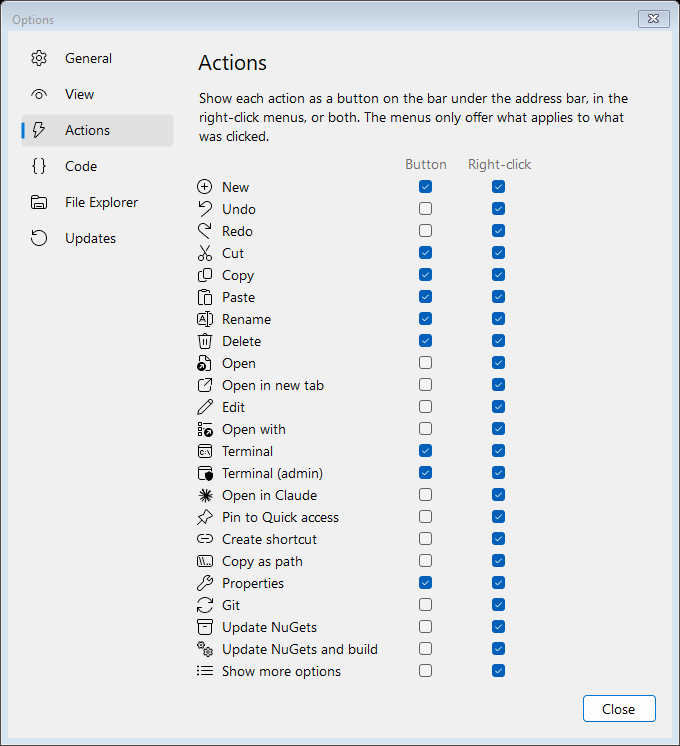 Options
General
View
Actions
Code
File Explorer
Updates
Actions
Show each action as a button on the bar under the address bar, in the
right-click menus, or both. The menus only offer what applies to what
was clicked.
Button Right-click
New
Undo
Redo
Cut
Copy
Paste
Rename
Delete
Open
Open in new tab
Edit
Open with
Terminal
Terminal (admin)
Open in Claude
Pin to Quick access
Create shortcut
Copy as path
Properties
Git
Update NuGets
Update NuGets and build
Show more options
Close